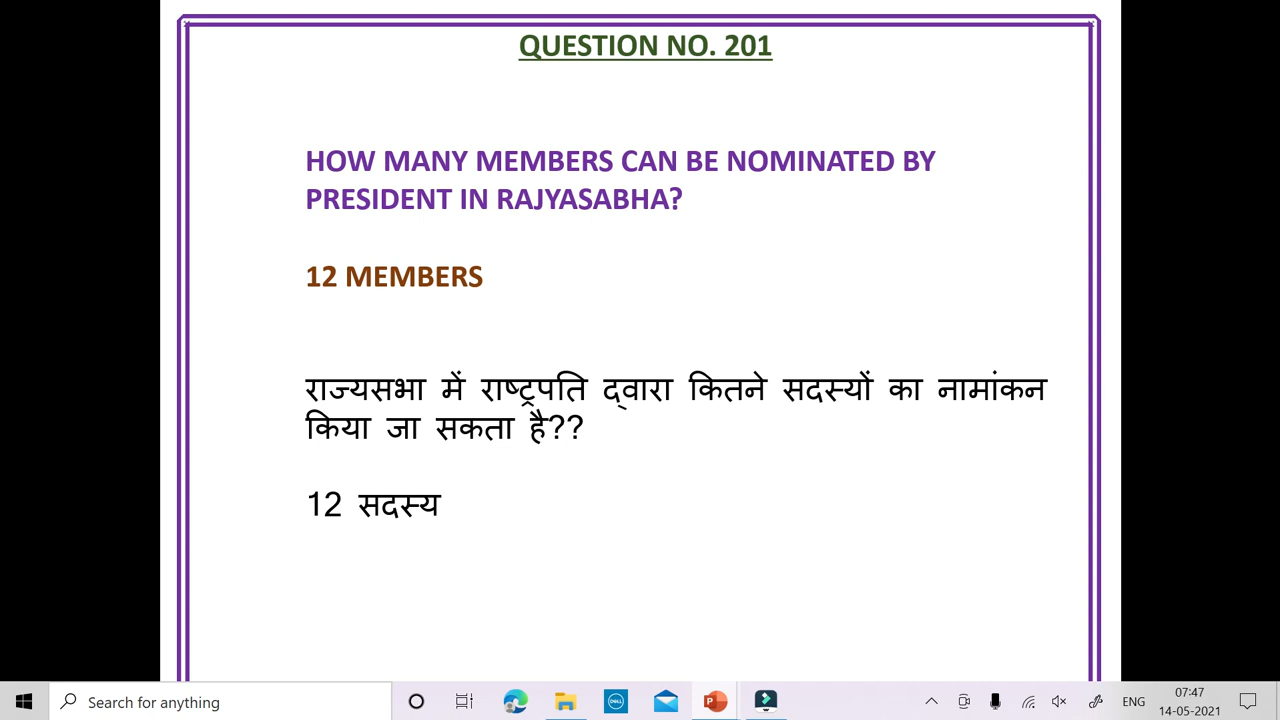 QUESTION NO. 201
HOW MANY MEMBERS CAN BE NOMINATED BY
PRESIDENT IN RAJYASABHA?
12 MEMBERS
राज्यसभा में राष्ट्रपति द्वारा कितने सदस्यों का नामांकन
किया जा सकता है??
12 सदस्य
Search for anything
DELL
P
ENG
07:47
14-05-2021